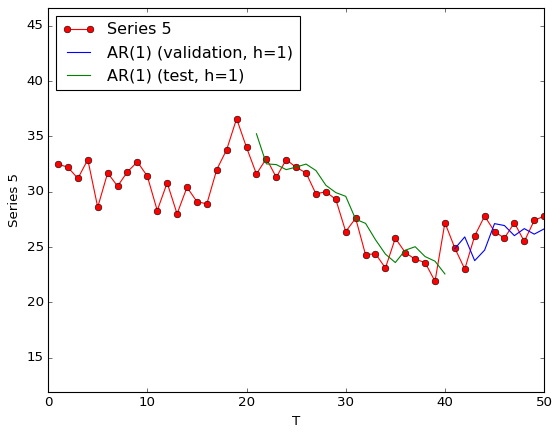 Series 5
AR(1) (validation, h=1)
AR(1) (test, h=1)
45
40
35
30
25
20
15
Series 5
0
10
20
30
40
50
T